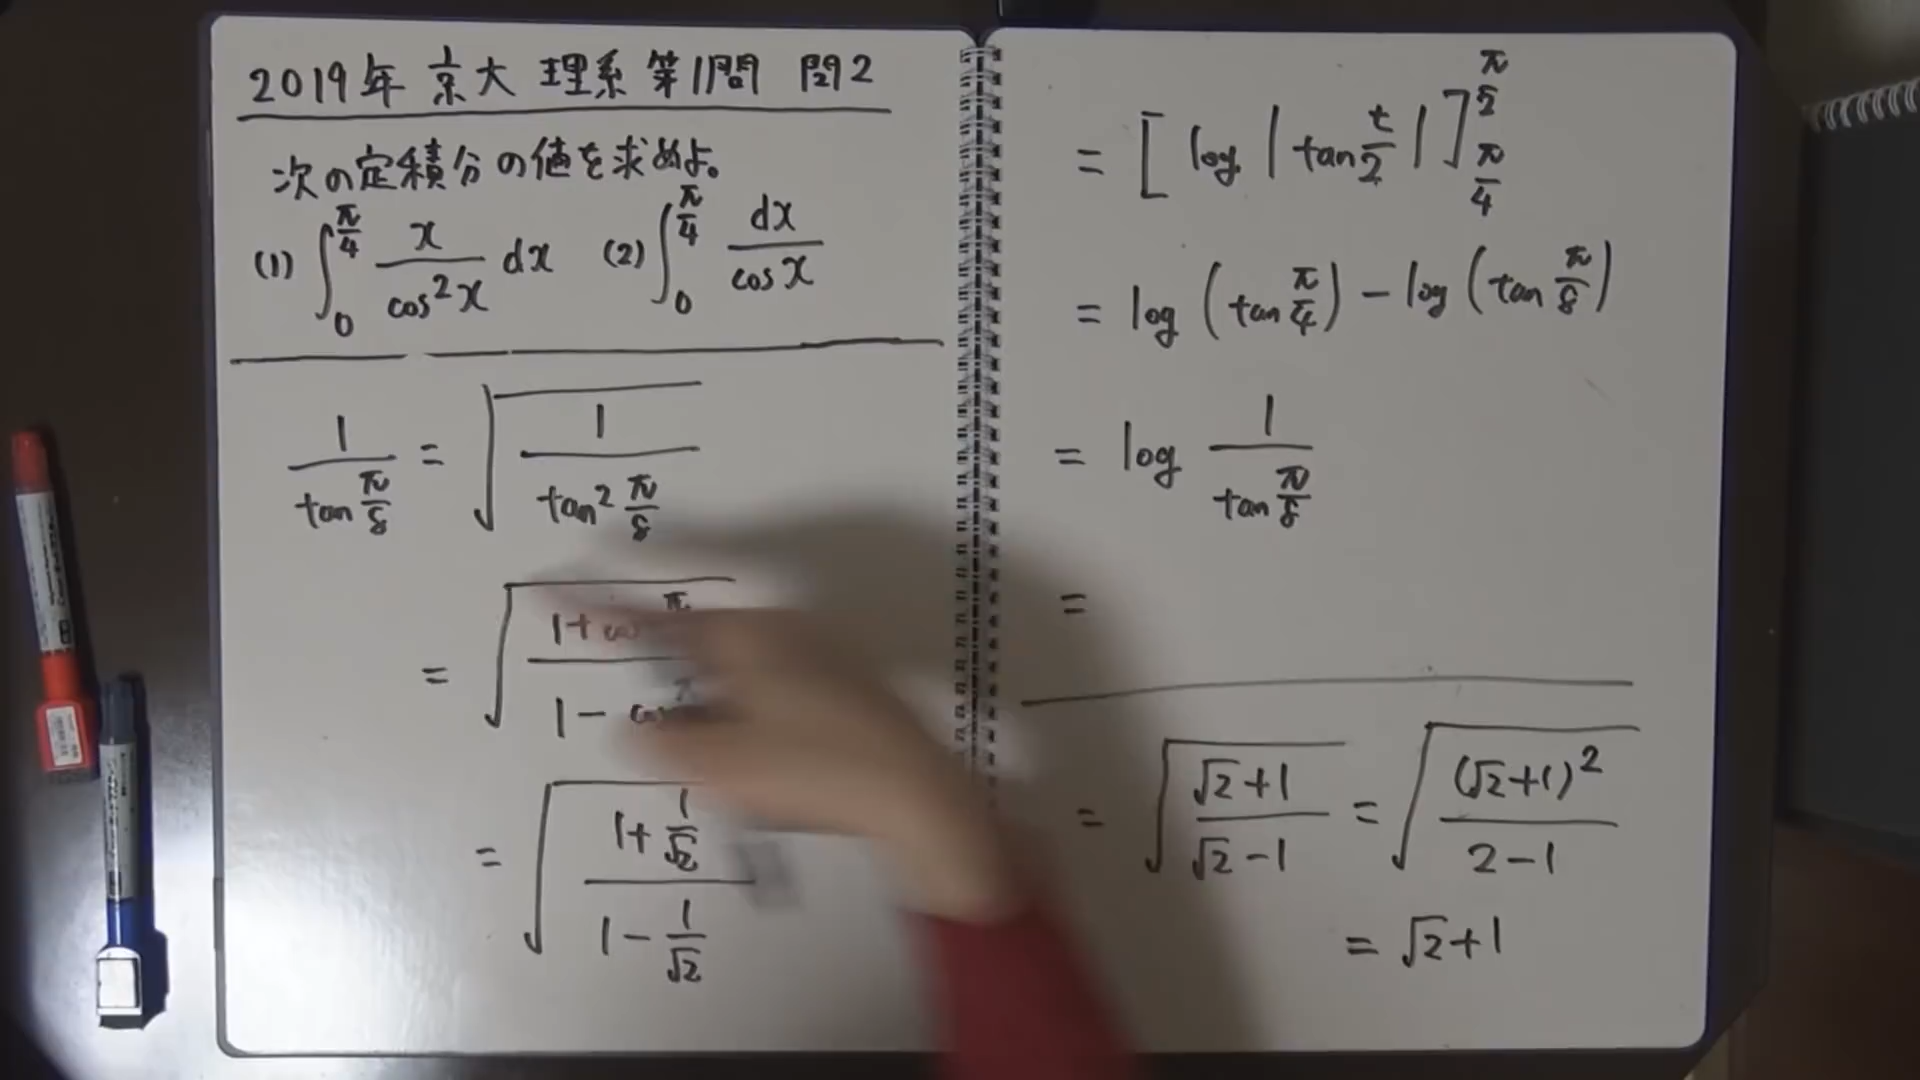 2019年 京大 理系 第1問 問2
次の定積分の値を求めよ。
(1) ∫_0^{π/4} x/cos²x dx (2) ∫_0^{π/4} dx/cos x
1/tan(π/8) = √(1/tan²(π/8))
= √((1+cos π)/(1-cos π))
= √((1+1/√2)/(1-1/√2))
= [log|tan t/2|]_{π/4}^{π/2}
= log(tan π/4) - log(tan π/8)
= log 1/tan(π/8)
=
= √((√2+1)/(√2-1)) = √((√2+1)²/(2-1))
= √2+1